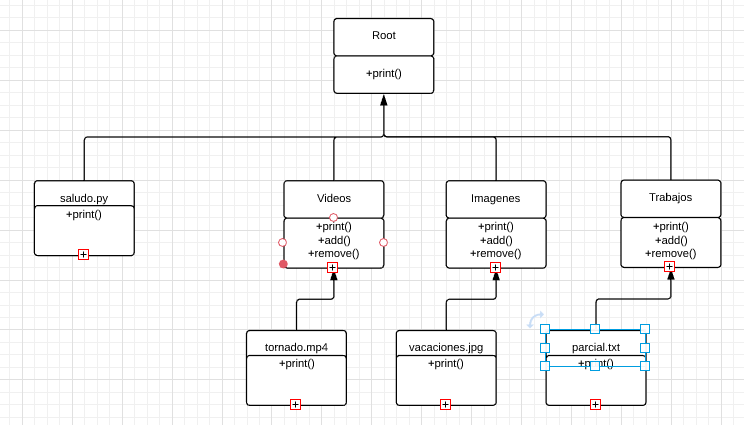 Root
+print()
saludo.py
+print()
Videos
+print()
+add()
+remove()
Imagenes
+print()
+add()
+remove()
Trabajos
+print()
+add()
+remove()
tornado.mp4
+print()
vacaciones.jpg
+print()
parcial.txt
+print()